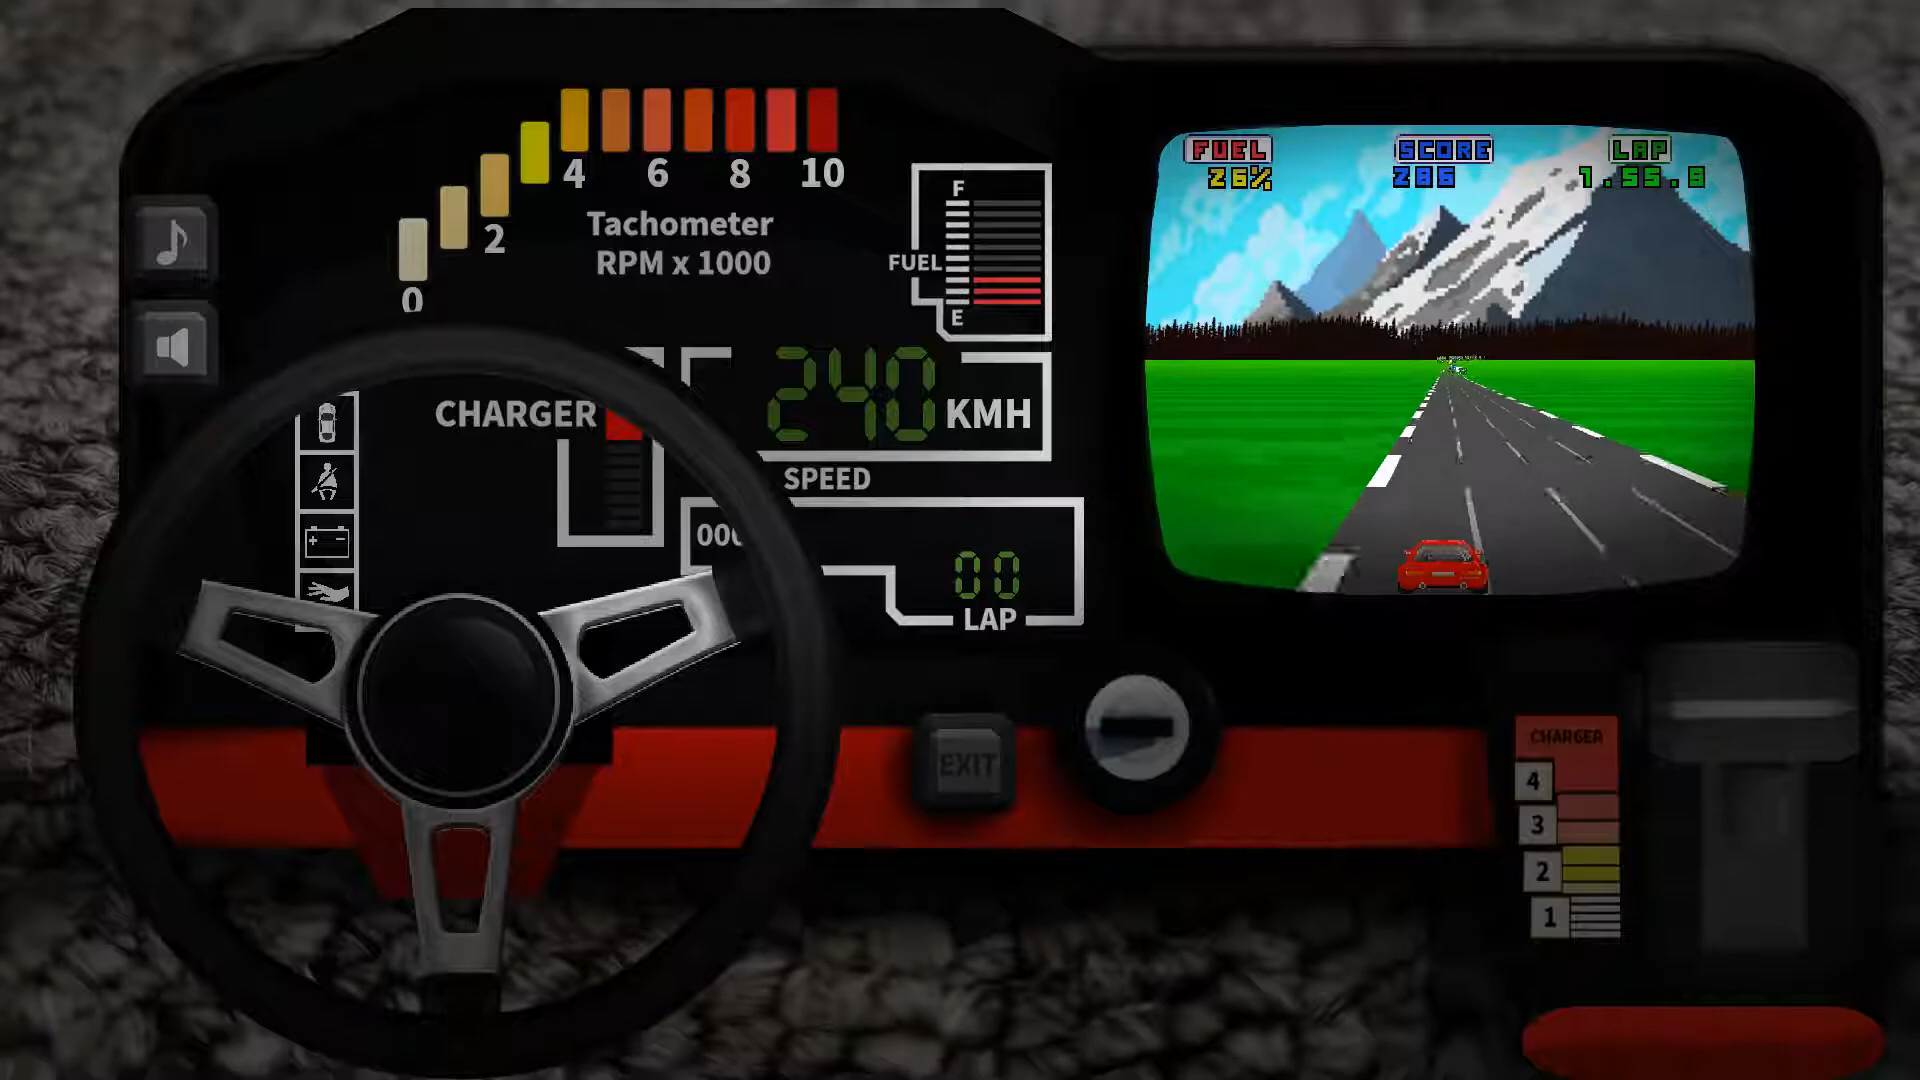 4 6 8 10
2
0
Tachometer
RPM x 1000
F
FUEL
E
CHARGER
240 KMH
SPEED
00
LAP
FUEL SCORE LAP
26% 286 1.55.9
EXIT
CHARGER
4
3
2
1